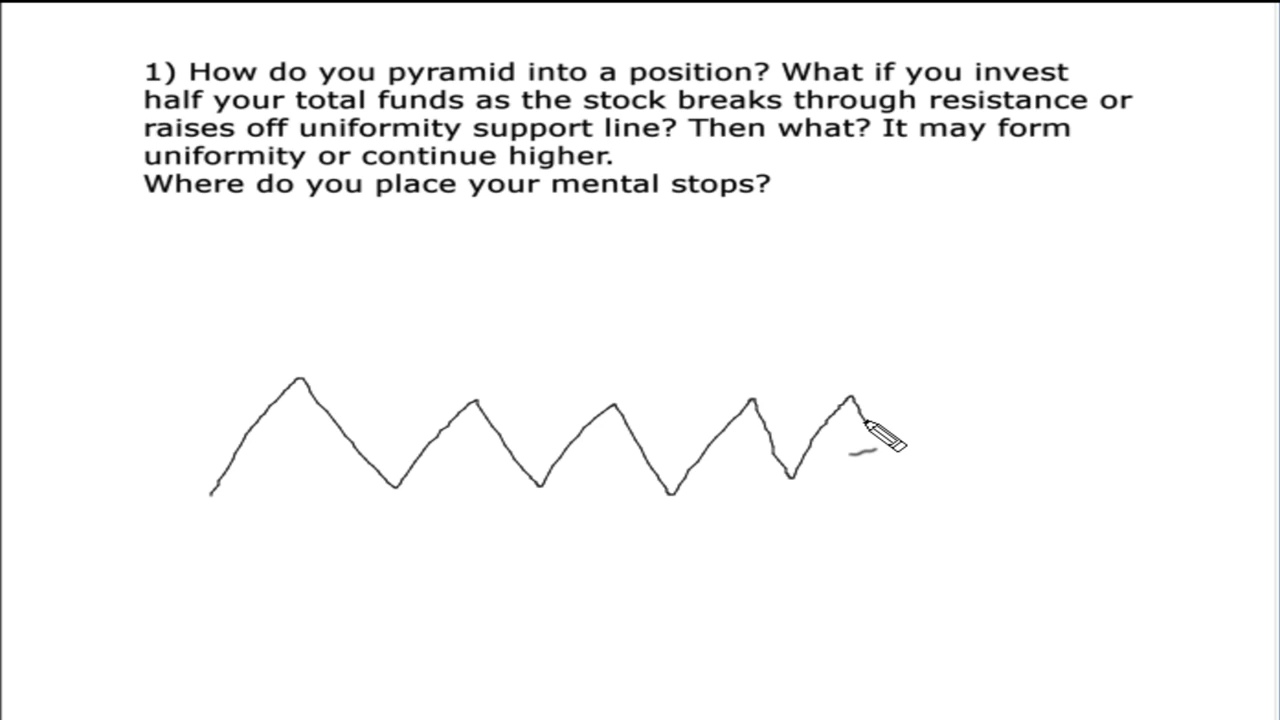 1) How do you pyramid into a position? What if you invest
half your total funds as the stock breaks through resistance or
raises off uniformity support line? Then what? It may form
uniformity or continue higher.
Where do you place your mental stops?